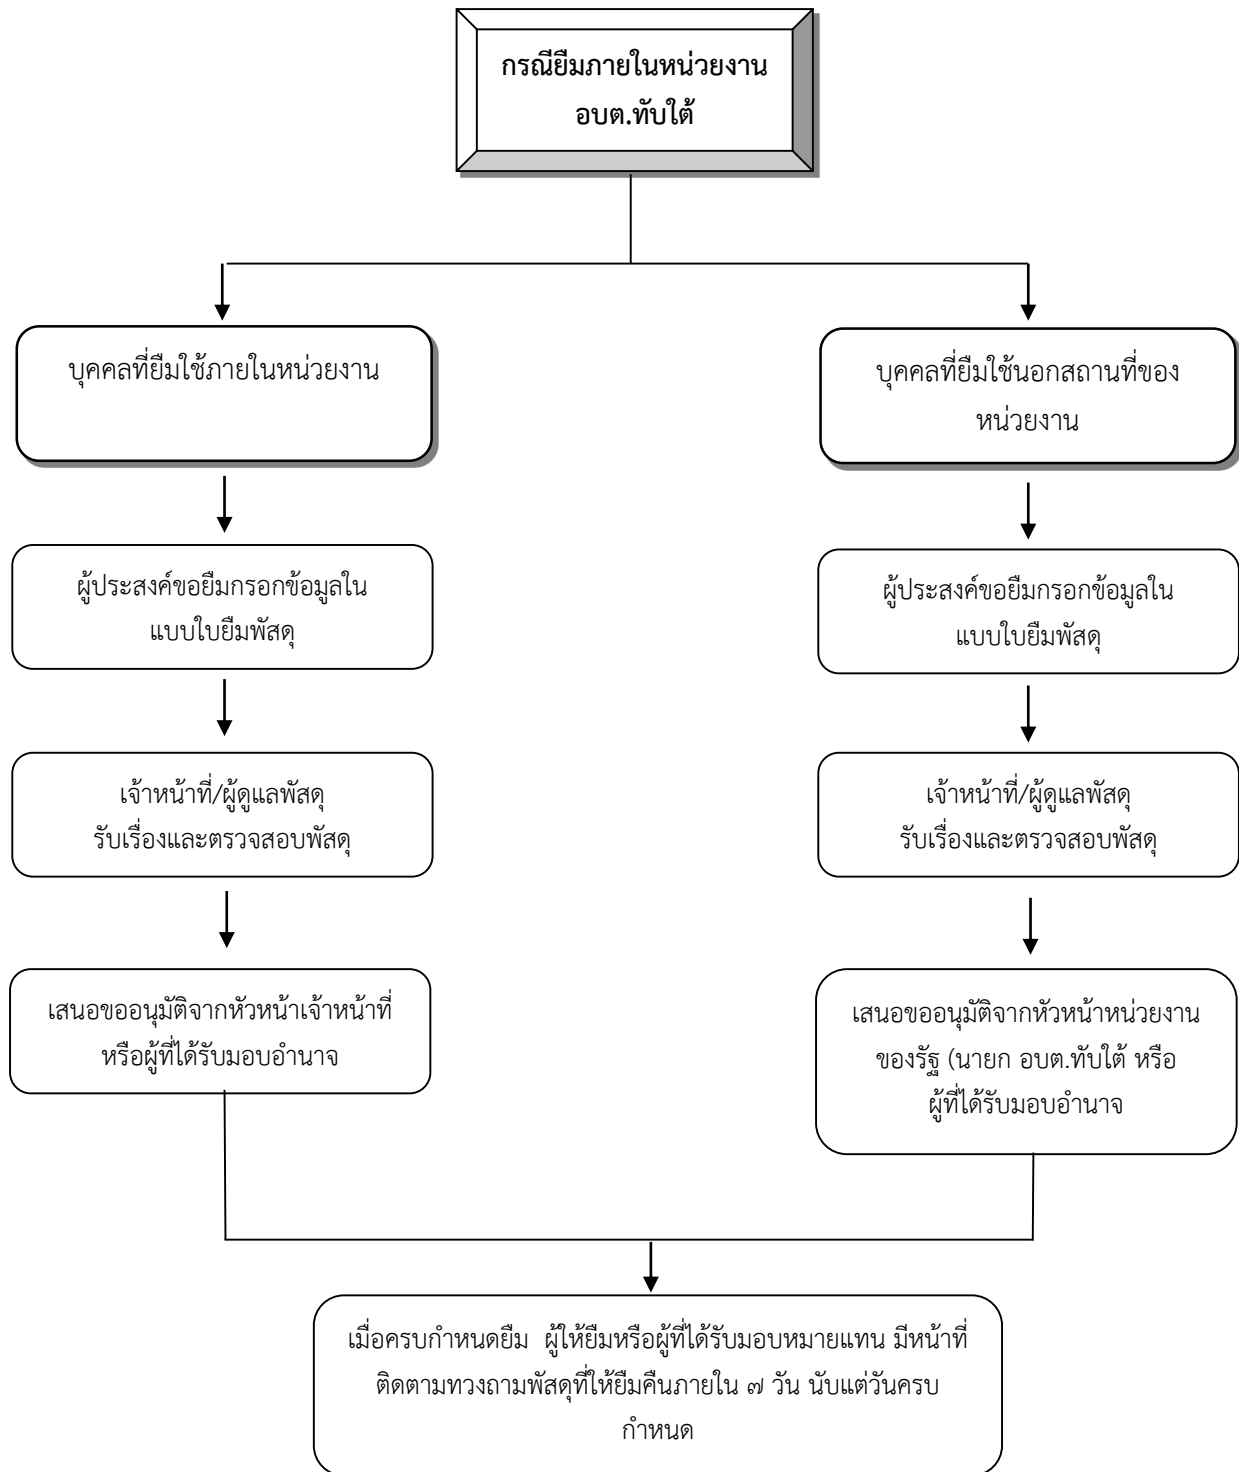 กรณียืมภายในหน่วยงาน
อบต.ทับใต้
บุคคลที่ยืมใช้ภายในหน่วยงาน
บุคคลที่ยืมใช้นอกสถานที่ของ
หน่วยงาน
ผู้ประสงค์ขอยืมกรอกข้อมูลใน
แบบใบยืมพัสดุ
ผู้ประสงค์ขอยืมกรอกข้อมูลใน
แบบใบยืมพัสดุ
เจ้าหน้าที่/ผู้ดูแลพัสดุ
รับเรื่องและตรวจสอบพัสดุ
เจ้าหน้าที่/ผู้ดูแลพัสดุ
รับเรื่องและตรวจสอบพัสดุ
เสนอขออนุมัติจากหัวหน้าเจ้าหน้าที่
หรือผู้ที่ได้รับมอบอำนาจ
เสนอขออนุมัติจากหัวหน้าหน่วยงาน
ของรัฐ (นายก อบต.ทับใต้ หรือ
ผู้ที่ได้รับมอบอำนาจ
เมื่อครบกำหนดยืม ผู้ให้ยืมหรือผู้ที่ได้รับมอบหมายแทน มีหน้าที่
ติดตามทวงถามพัสดุที่ให้ยืมคืนภายใน ๗ วัน นับแต่วันครบ
กำหนด